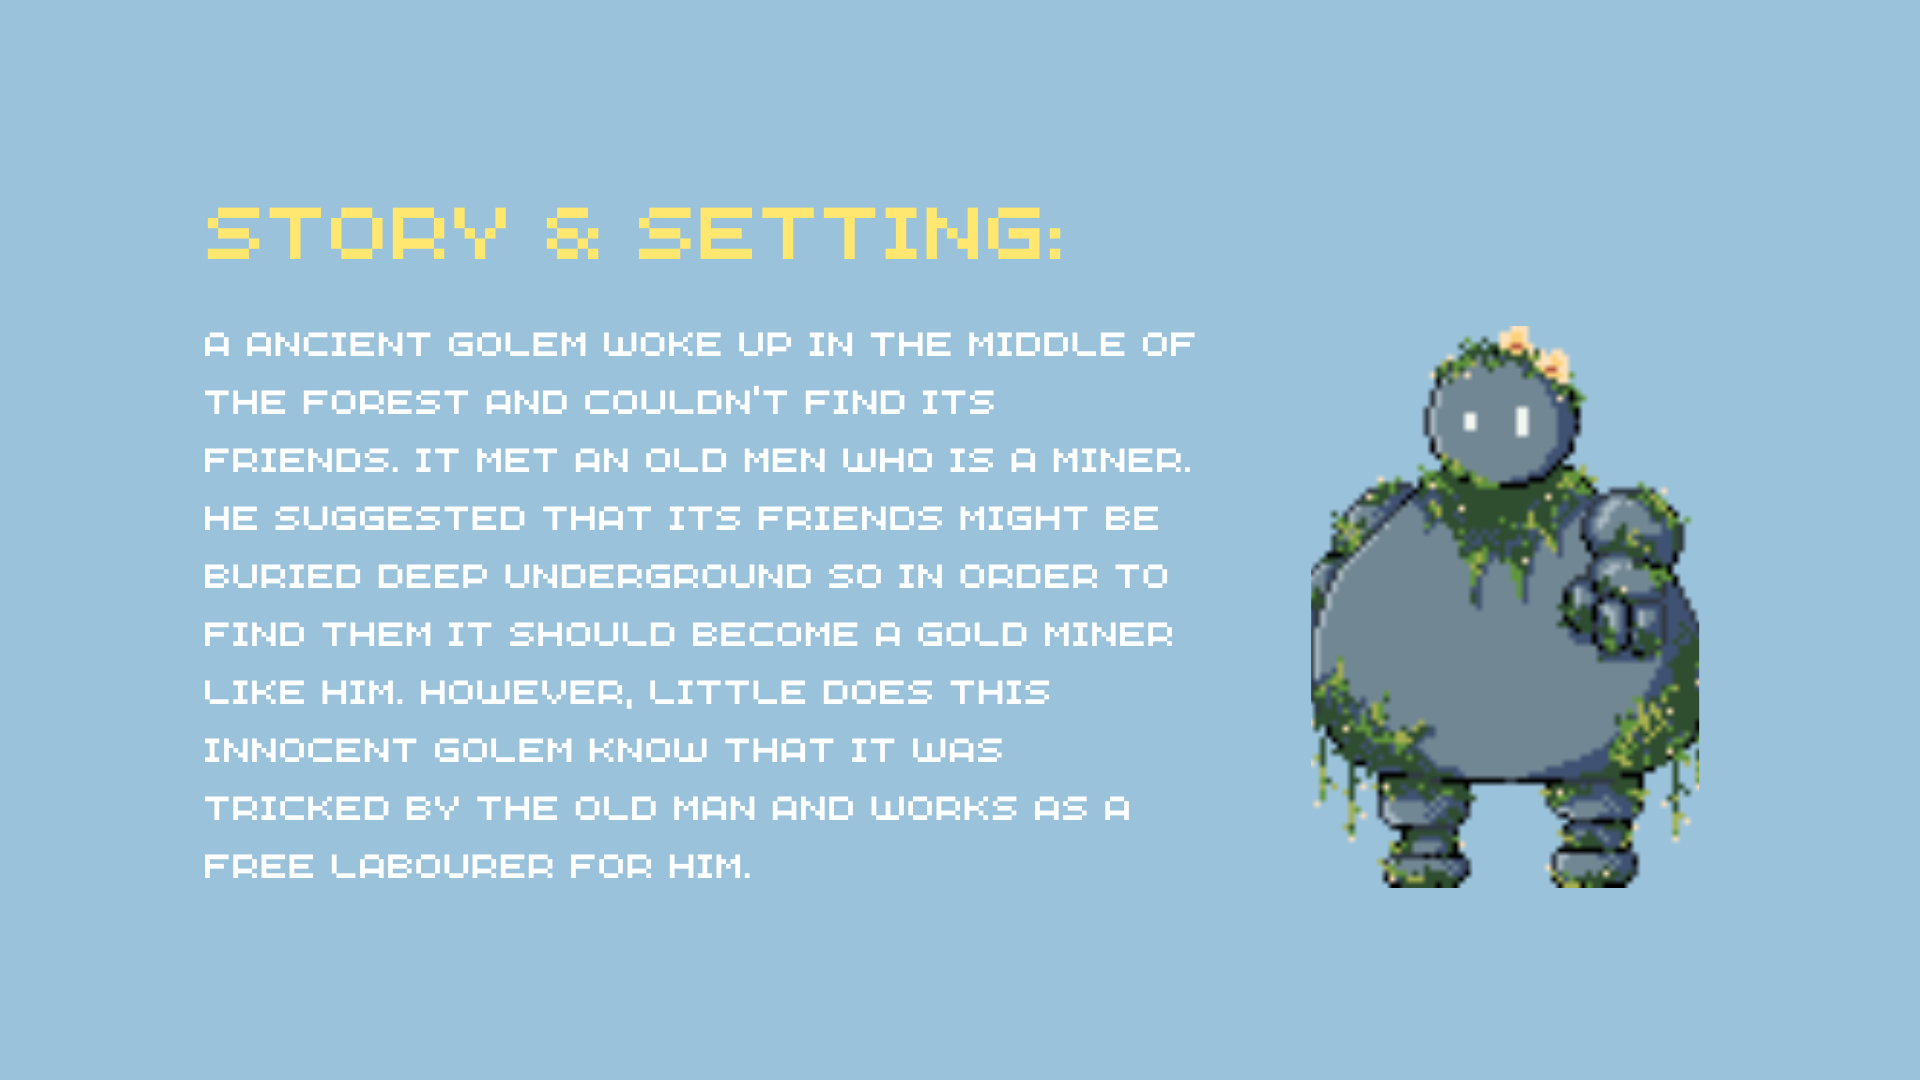 STORY & SETTING:
A ANCIENT GOLEM WOKE UP IN THE MIDDLE OF
THE FOREST AND COULDN'T FIND ITS
FRIENDS. IT MET AN OLD MEN WHO IS A MINER.
HE SUGGESTED THAT ITS FRIENDS MIGHT BE
BURIED DEEP UNDERGROUND SO IN ORDER TO
FIND THEM IT SHOULD BECOME A GOLD MINER
LIKE HIM. HOWEVER, LITTLE DOES THIS
INNOCENT GOLEM KNOW THAT IT WAS
TRICKED BY THE OLD MAN AND WORKS AS A
FREE LABOURER FOR HIM.